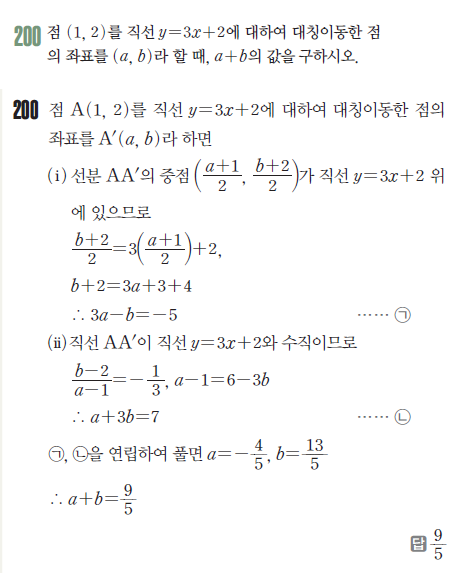 200 점 (1, 2)를 직선 y=3x+2에 대하여 대칭이동한 점
의 좌표를 (a, b)라 할 때, a+b의 값을 구하시오.
200 점 A(1, 2)를 직선 y=3x+2에 대하여 대칭이동한 점의
좌표를 A′(a, b)라 하면
(ⅰ) 선분 AA′의 중점 ((a+1)/2, (b+2)/2)가 직선 y=3x+2 위
에 있으므로
(b+2)/2=3((a+1)/2)+2,
b+2=3a+3+4
∴ 3a−b=−5 …… ㉠
(ⅱ) 직선 AA′이 직선 y=3x+2와 수직이므로
(b−2)/(a−1)=−1/3, a−1=6−3b
∴ a+3b=7 …… ㉡
㉠, ㉡을 연립하여 풀면 a=−4/5, b=13/5
∴ a+b=9/5
답 9/5